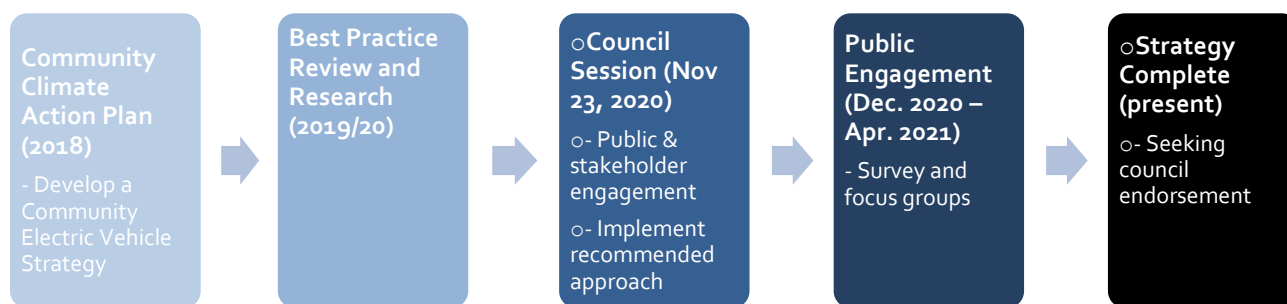 Community
Climate
Action Plan
(2018)
- Develop a
Community
Electric Vehicle
Strategy
Best Practice
Review and
Research
(2019/20)
○Council
Session (Nov
23, 2020)
○- Public &
stakeholder
engagement
○- Implement
recommended
approach
Public
Engagement
(Dec. 2020 –
Apr. 2021)
- Survey and
focus groups
○Strategy
Complete
(present)
○- Seeking
council
endorsement